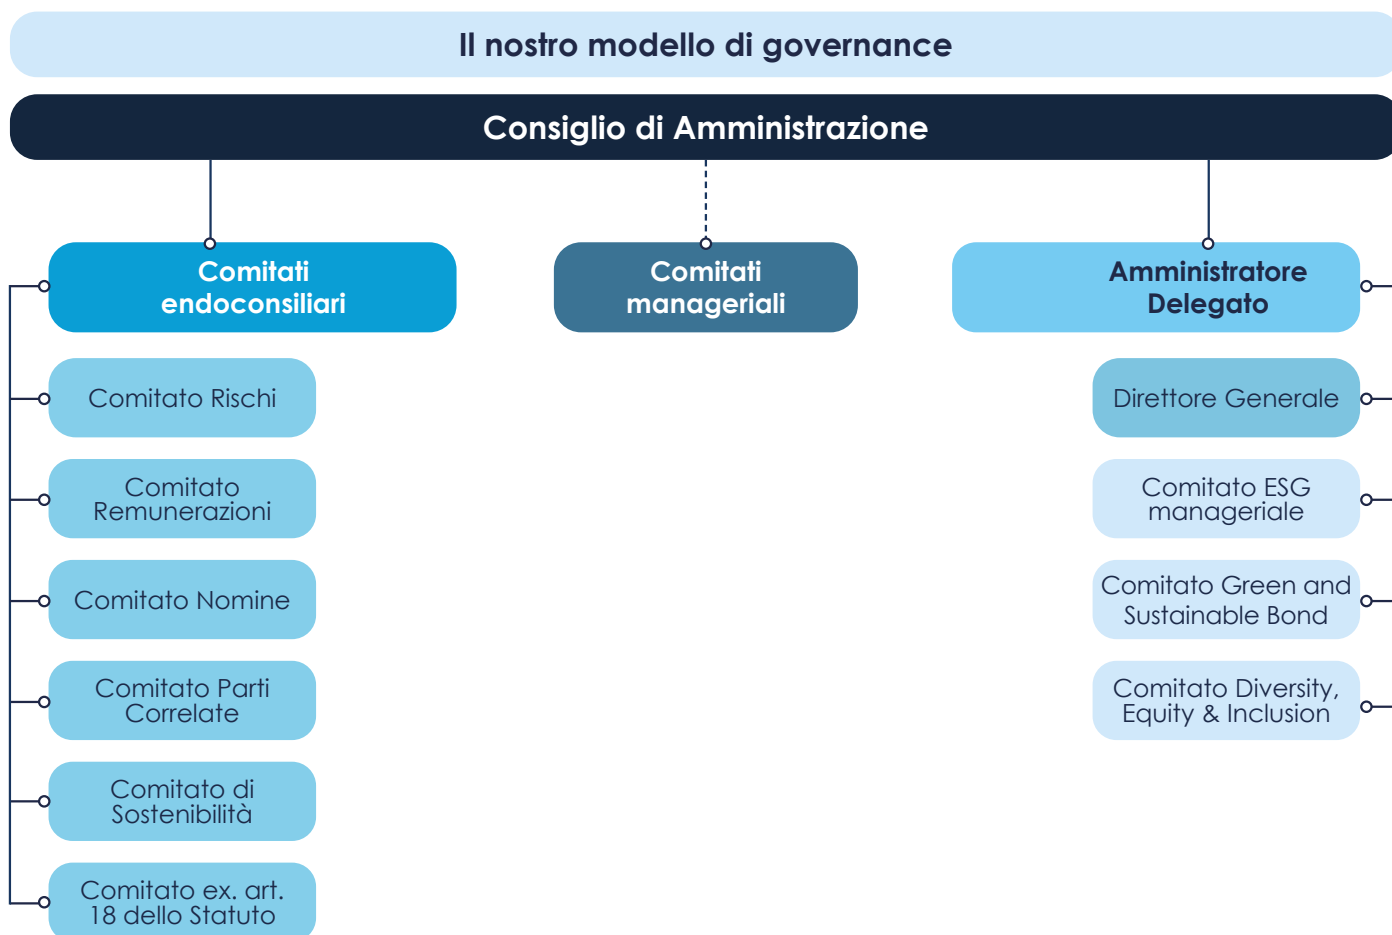 Il nostro modello di governance
Consiglio di Amministrazione
Comitati
endoconsiliari
Comitati
manageriali
Amministratore
Delegato
Comitato Rischi
Comitato
Remunerazioni
Comitato Nomine
Comitato Parti
Correlate
Comitato di
Sostenibilità
Comitato ex. art.
18 dello Statuto
Direttore Generale
Comitato ESG
manageriale
Comitato Green and
Sustainable Bond
Comitato Diversity,
Equity & Inclusion